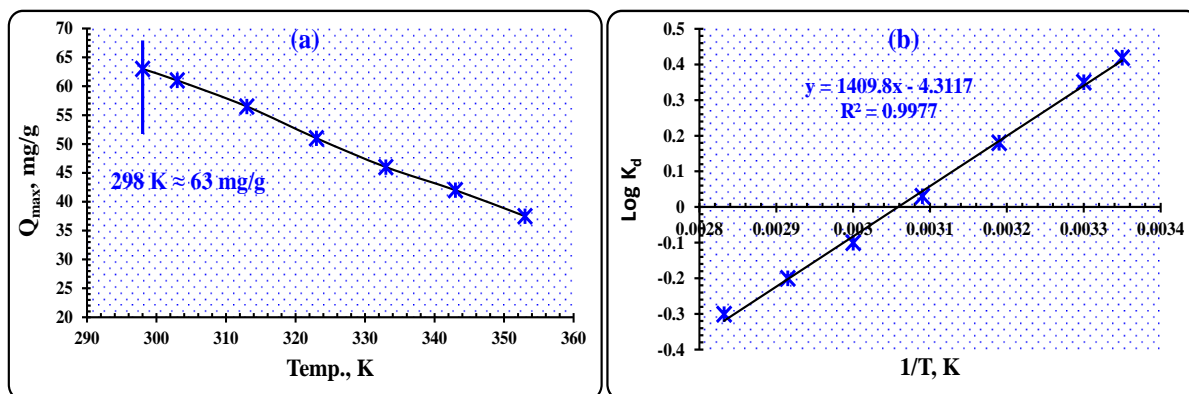 (a)
70
65
60
55
50
45
40
35
30
25
20
Q_max, mg/g
298 K ≈ 63 mg/g
290 300 310 320 330 340 350 360
Temp., K
(b)
0.5
0.4
0.3
0.2
0.1
0
-0.1
-0.2
-0.3
-0.4
Log K_d
y = 1409.8x - 4.3117
R² = 0.9977
0.0028 0.0029 0.003 0.0031 0.0032 0.0033 0.0034
1/T, K